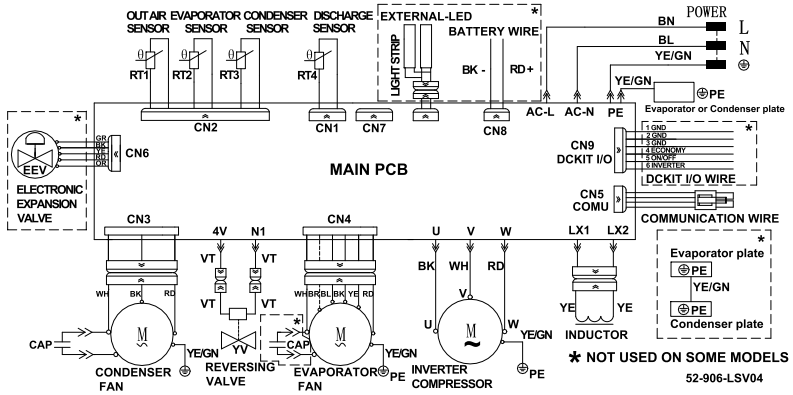 OUT AIR SENSOR
EVAPORATOR SENSOR
CONDENSER SENSOR
DISCHARGE SENSOR
EXTERNAL-LED
*
BATTERY WIRE
LIGHT STRIP
BK -
RD+
BN
POWER
L
BL
N
YE/GN
YE/GN
PE
Evaporator or Condenser plate
θ
θ
θ
θ
RT1
RT2
RT3
RT4
AC-L
AC-N
PE
CN2
CN1
CN7
CN8
*
EEV
ELECTRONIC
EXPANSION
VALVE
GR
BK
YE
RD
OR
CN6
MAIN PCB
CN9
DCKIT I/O
1 GND
2 GND
3 GND
4 ECONOMY
5 ON/OFF
6 INVERTER
*
DCKIT I/O WIRE
CN5
COMU
COMMUNICATION WIRE
CN3
4V
N1
CN4
U
V
W
LX1
LX2
VT
VT
VT
VT
BK
WH
RD
YE
YE
INDUCTOR
*
Evaporator plate
PE
YE/GN
PE
Condenser plate
WH
BK
RD
WH
BR
BL
BK
YE
RD
CAP
M
YE/GN
CONDENSER
FAN
YV
REVERSING
VALVE
*
CAP
M
YE/GN
PE
EVAPORATOR
FAN
V
U
W
M
YE/GN
PE
INVERTER
COMPRESSOR
* NOT USED ON SOME MODELS
52-906-LSV04